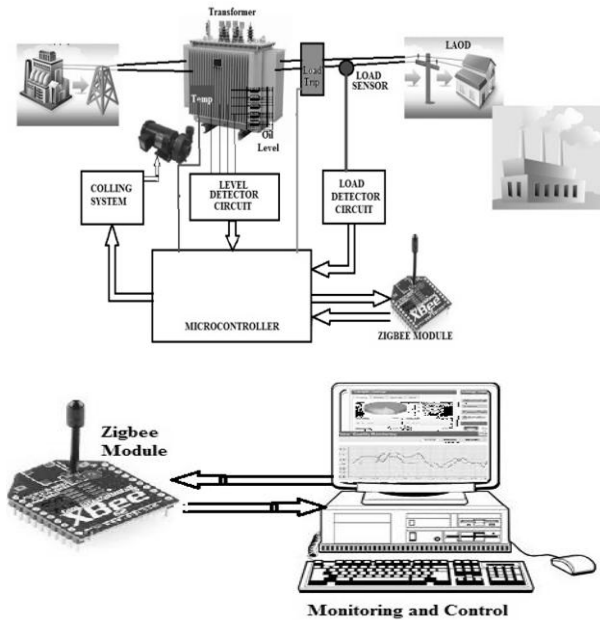 Transformer
LAOD
Load
Trip
LOAD
SENSOR
Temp
Oil
Level
COLLING
SYSTEM
LEVEL
DETECTOR
CIRCUIT
LOAD
DETECTOR
CIRCUIT
MICROCONTROLLER
XBee
ZIGBEE MODULE
Zigbee
Module
XBee
Monitoring and Control